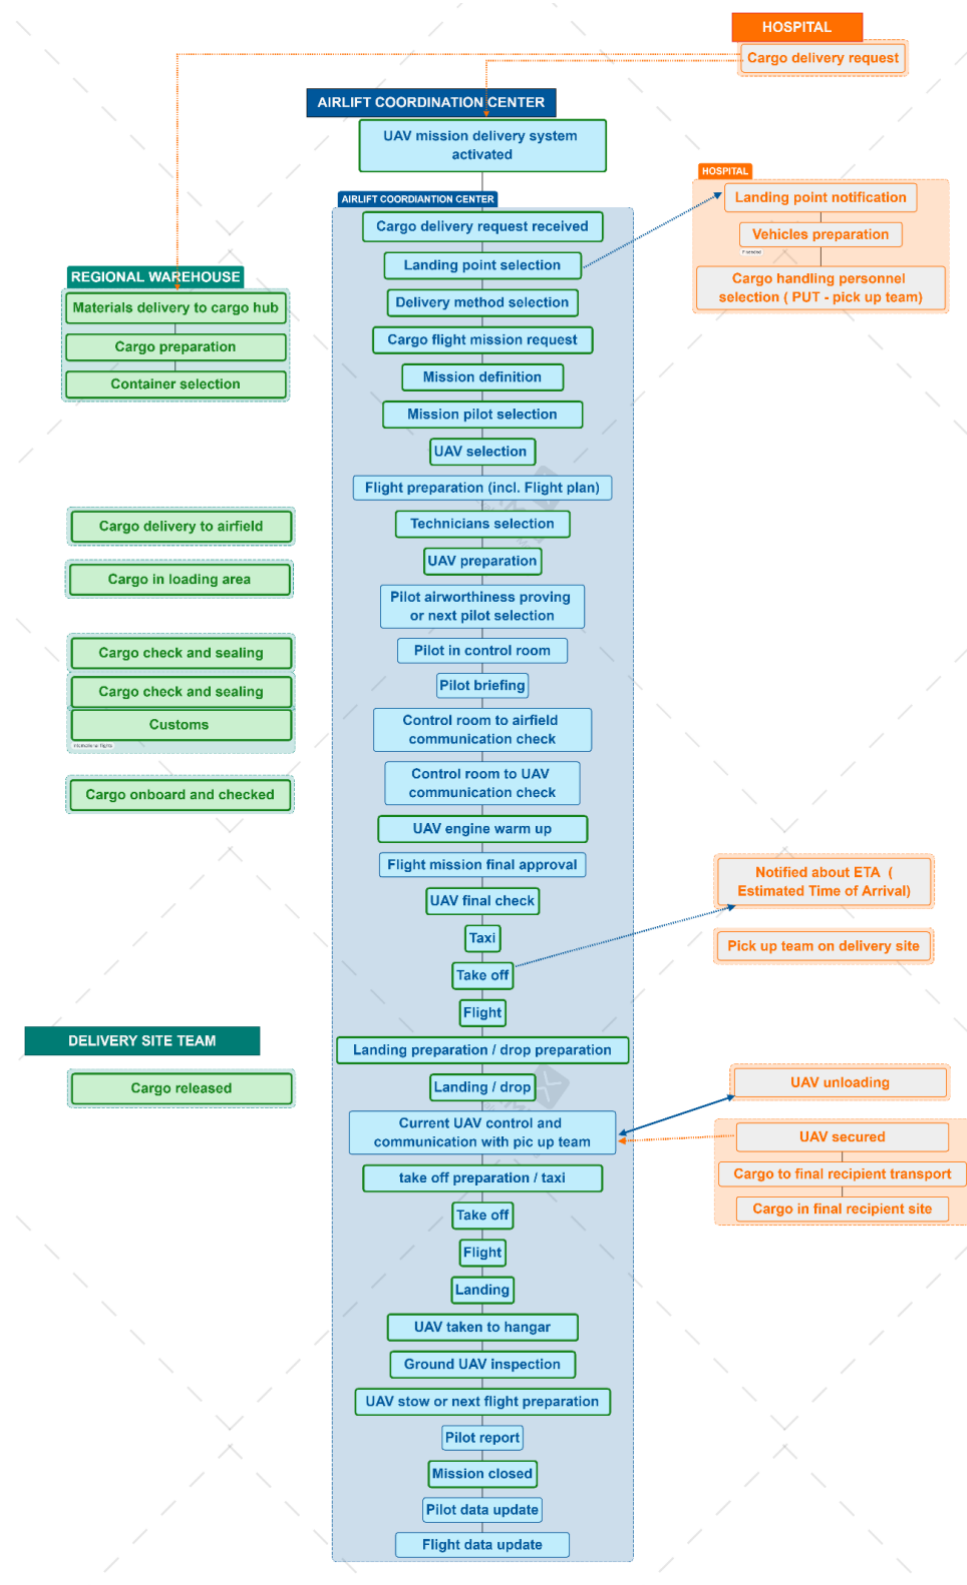 HOSPITAL
Cargo delivery request
AIRLIFT COORDINATION CENTER
UAV mission delivery system
activated
HOSPITAL
Landing point notification
Vehicles preparation
Cargo handling personnel
selection ( PUT - pick up team)
AIRLIFT COORDIANTION CENTER
Cargo delivery request received
Landing point selection
Delivery method selection
Cargo flight mission request
Mission definition
Mission pilot selection
UAV selection
Flight preparation (incl. Flight plan)
Technicians selection
UAV preparation
Pilot airworthiness proving
or next pilot selection
Pilot in control room
Pilot briefing
Control room to airfield
communication check
Control room to UAV
communication check
UAV engine warm up
Flight mission final approval
UAV final check
Taxi
Take off
Flight
Landing preparation / drop preparation
Landing / drop
Current UAV control and
communication with pic up team
take off preparation / taxi
Take off
Flight
Landing
UAV taken to hangar
Ground UAV inspection
UAV stow or next flight preparation
Pilot report
Mission closed
Pilot data update
Flight data update
REGIONAL WAREHOUSE
Materials delivery to cargo hub
Cargo preparation
Container selection
Cargo delivery to airfield
Cargo in loading area
Cargo check and sealing
Cargo check and sealing
Customs
Cargo onboard and checked
DELIVERY SITE TEAM
Cargo released
Notified about ETA (
Estimated Time of Arrival)
Pick up team on delivery site
UAV unloading
UAV secured
Cargo to final recipient transport
Cargo in final recipient site